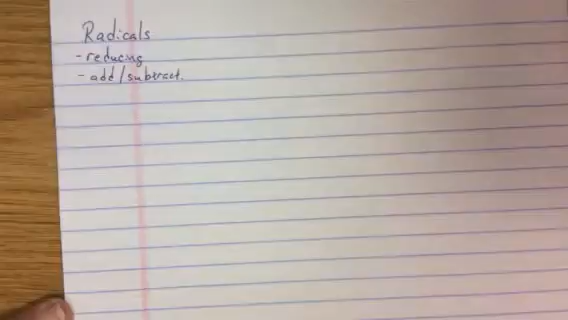 Radicals
- reducing
- add/subtract.